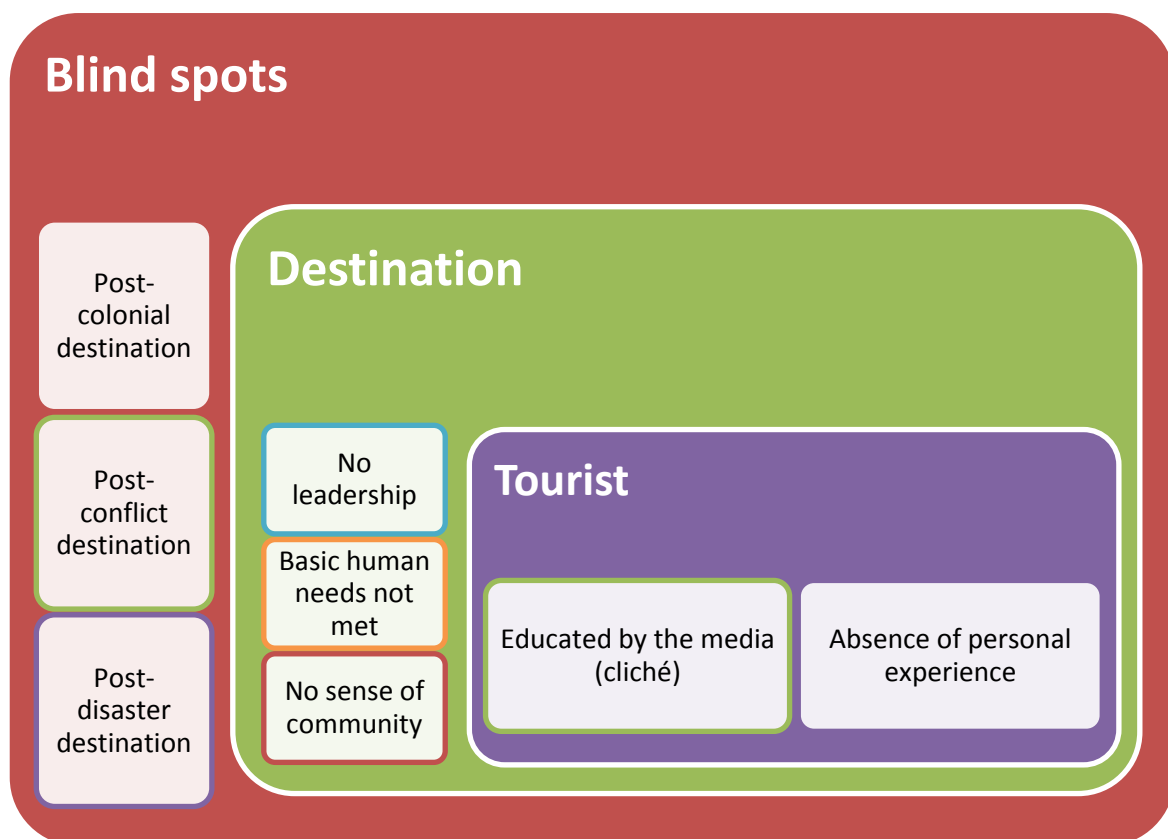 Blind spots
Post-
colonial
destination
Post-
conflict
destination
Post-
disaster
destination
Destination
No
leadership
Basic human
needs not
met
No sense of
community
Tourist
Educated by the media
(cliché)
Absence of personal
experience